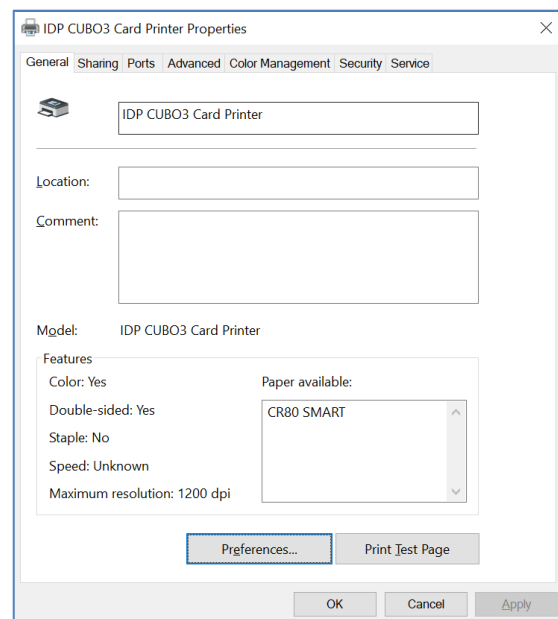 IDP CUBO3 Card Printer Properties
General Sharing Ports Advanced Color Management Security Service
IDP CUBO3 Card Printer
Location:
Comment:
Model: IDP CUBO3 Card Printer
Features
Color: Yes
Paper available:
Double-sided: Yes
CR80 SMART
Staple: No
Speed: Unknown
Maximum resolution: 1200 dpi
Preferences... Print Test Page
OK Cancel Apply